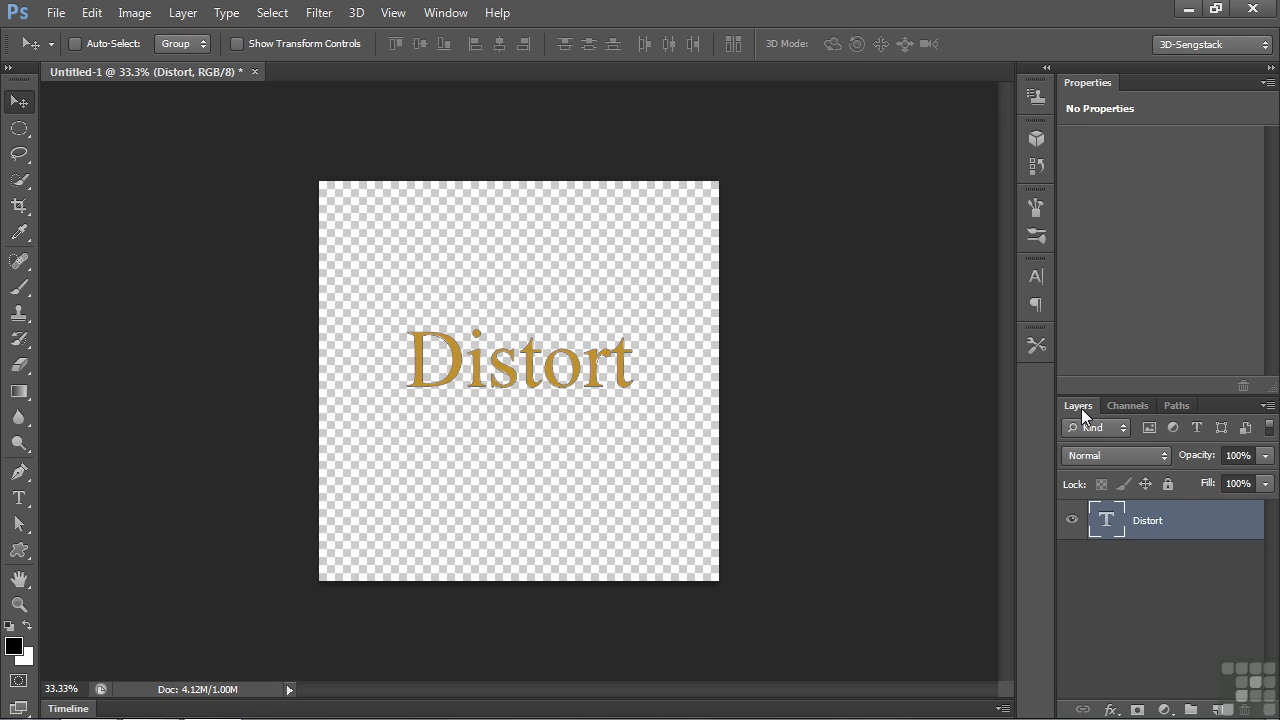 Ps File Edit Image Layer Type Select Filter 3D View Window Help
Auto-Select: Group Show Transform Controls 3D Mode: 3D-Sengstack
Untitled-1 @ 33.3% (Distort, RGB/8) * ×
Properties
No Properties
Distort
Layers Channels Paths
Kind
Normal Opacity: 100%
Lock: Fill: 100%
T Distort
33.33% Doc: 4.12M/1.00M
Timeline